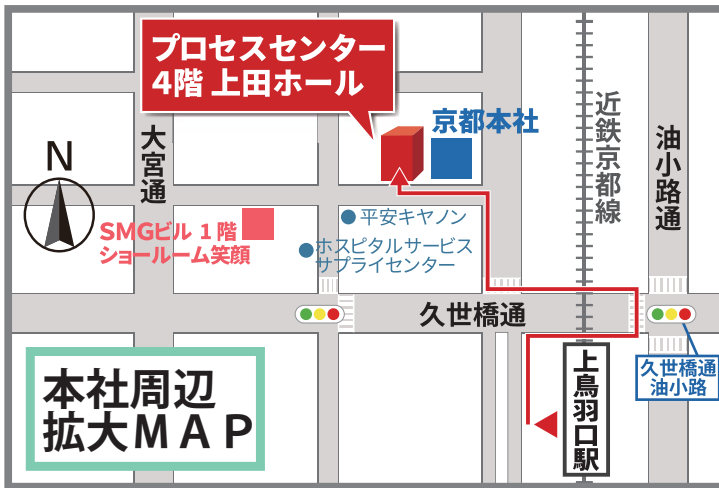 プロセスセンター
4階 上田ホール
京都本社
近鉄京都線
油小路通
大宮通
N
SMGビル 1階
ショールーム笑顔
平安キヤノン
ホスピタルサービス
サプライセンター
久世橋通
久世橋通
油小路
上鳥羽口駅
本社周辺
拡大MAP